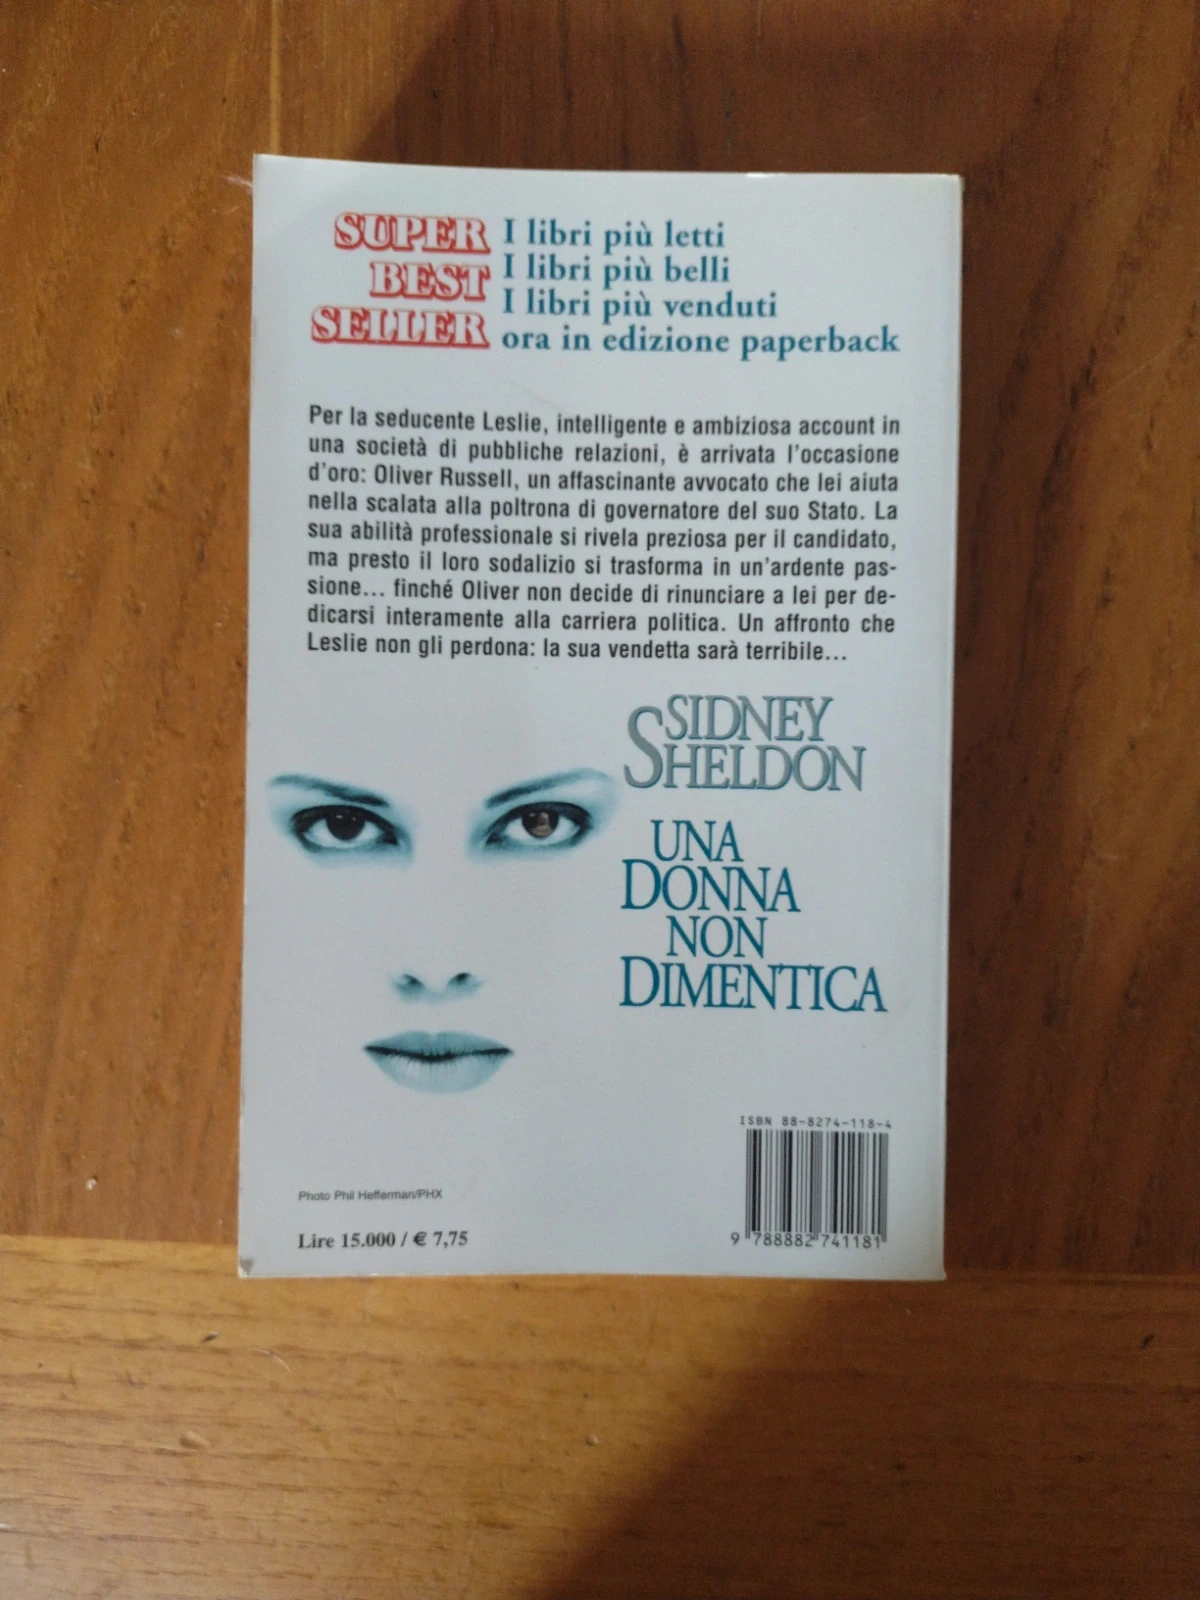 SUPER
BEST
SELLER
I libri più letti
I libri più belli
I libri più venduti
ora in edizione paperback
Per la seducente Leslie, intelligente e ambiziosa account in
una società di pubbliche relazioni, è arrivata l'occasione
d'oro: Oliver Russell, un affascinante avvocato che lei aiuta
nella scalata alla poltrona di governatore del suo Stato. La
sua abilità professionale si rivela preziosa per il candidato,
ma presto il loro sodalizio si trasforma in un'ardente pas-
sione... finché Oliver non decide di rinunciare a lei per de-
dicarsi interamente alla carriera politica. Un affronto che
Leslie non gli perdona: la sua vendetta sarà terribile...
SIDNEY
SHELDON
UNA
DONNA
NON
DIMENTICA
ISBN 88-8274-118-4
9 788882 741181
Photo Phil Hefferman/PHX
Lire 15.000 / € 7,75